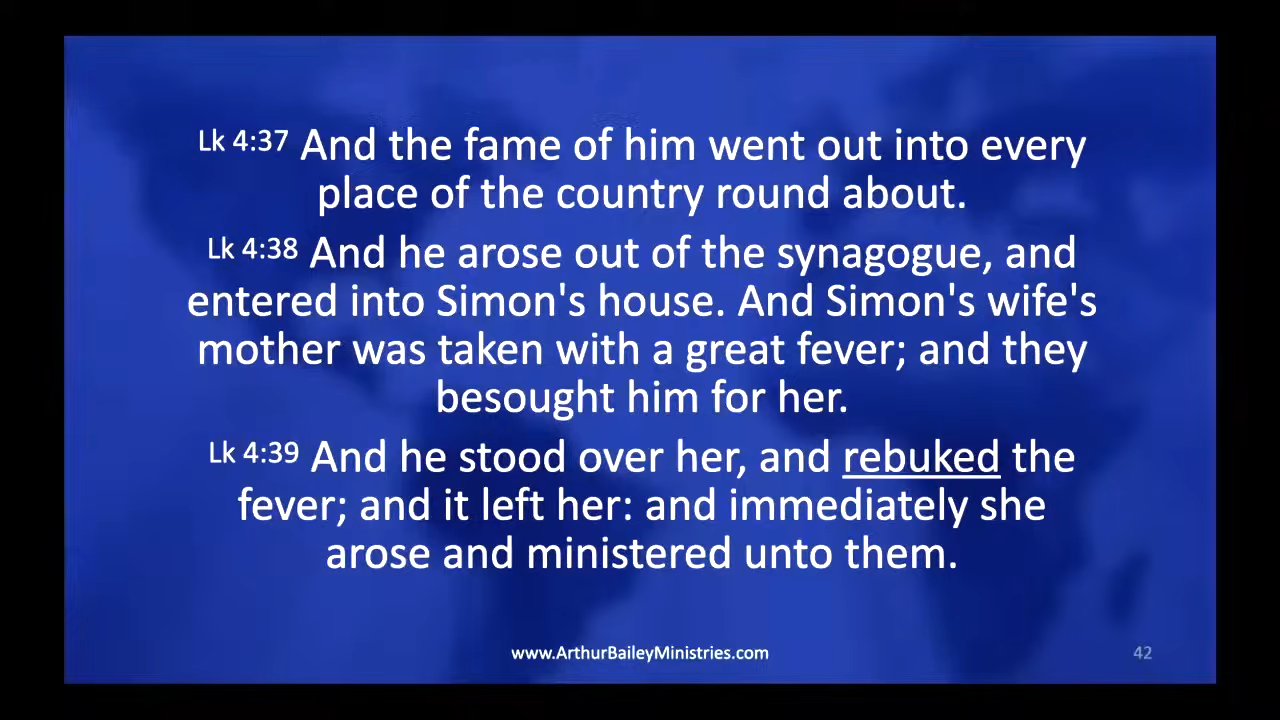 Lk 4:37 And the fame of him went out into every
place of the country round about.
Lk 4:38 And he arose out of the synagogue, and
entered into Simon's house. And Simon's wife's
mother was taken with a great fever; and they
besought him for her.
Lk 4:39 And he stood over her, and rebuked the
fever; and it left her: and immediately she
arose and ministered unto them.
www.ArthurBaileyMinistries.com
42